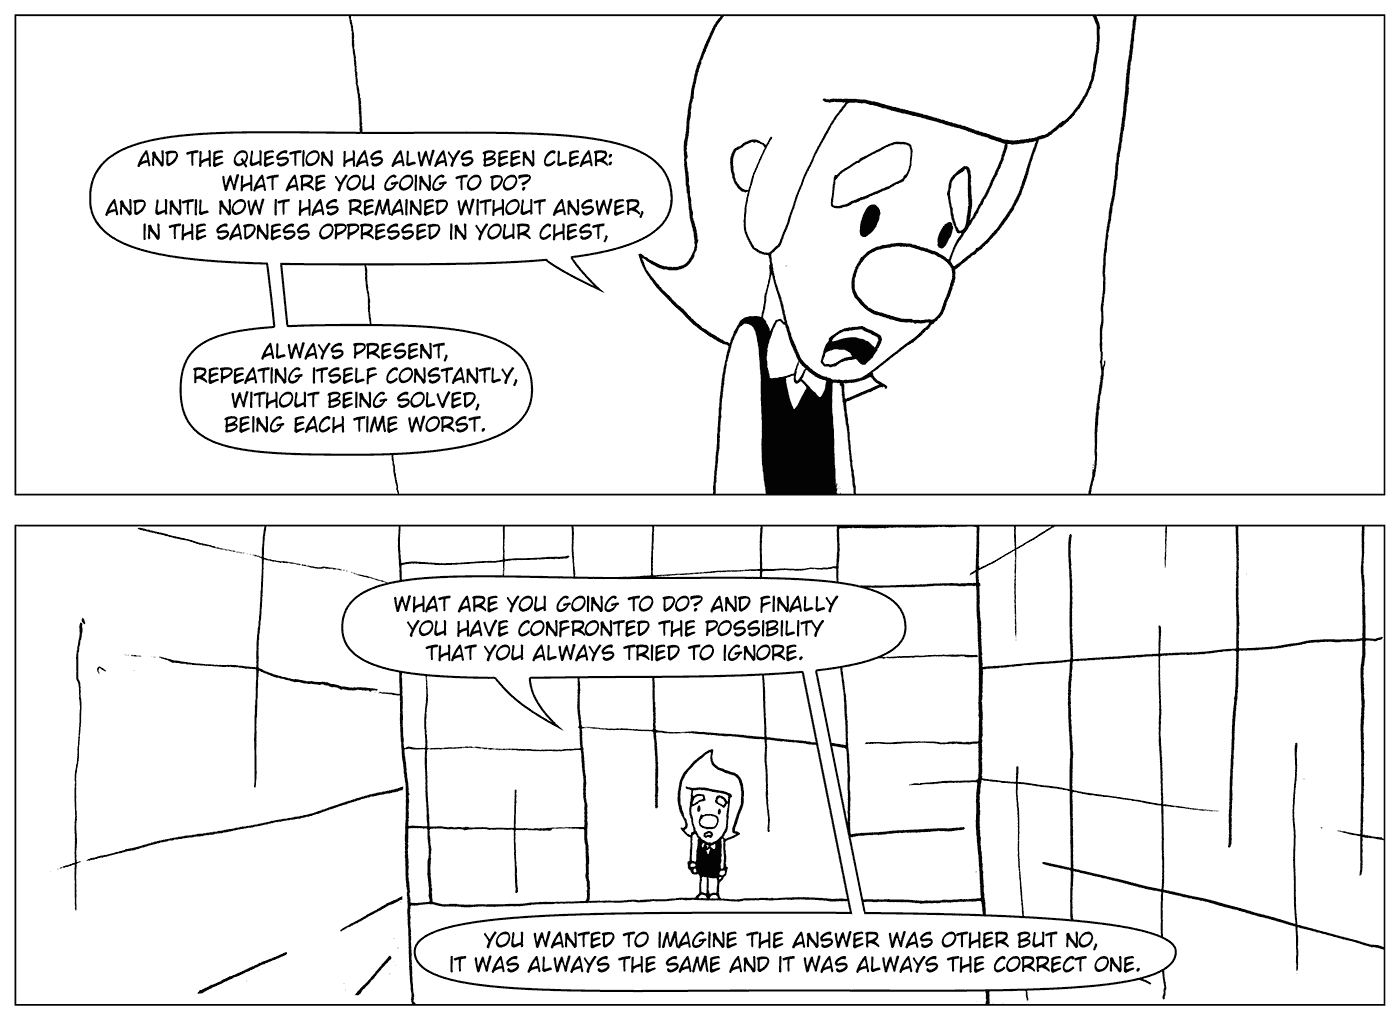 AND THE QUESTION HAS ALWAYS BEEN CLEAR:
WHAT ARE YOU GOING TO DO?
AND UNTIL NOW IT HAS REMAINED WITHOUT ANSWER,
IN THE SADNESS OPPRESSED IN YOUR CHEST,
ALWAYS PRESENT,
REPEATING ITSELF CONSTANTLY,
WITHOUT BEING SOLVED,
BEING EACH TIME WORST.
WHAT ARE YOU GOING TO DO? AND FINALLY
YOU HAVE CONFRONTED THE POSSIBILITY
THAT YOU ALWAYS TRIED TO IGNORE.
YOU WANTED TO IMAGINE THE ANSWER WAS OTHER BUT NO,
IT WAS ALWAYS THE SAME AND IT WAS ALWAYS THE CORRECT ONE.